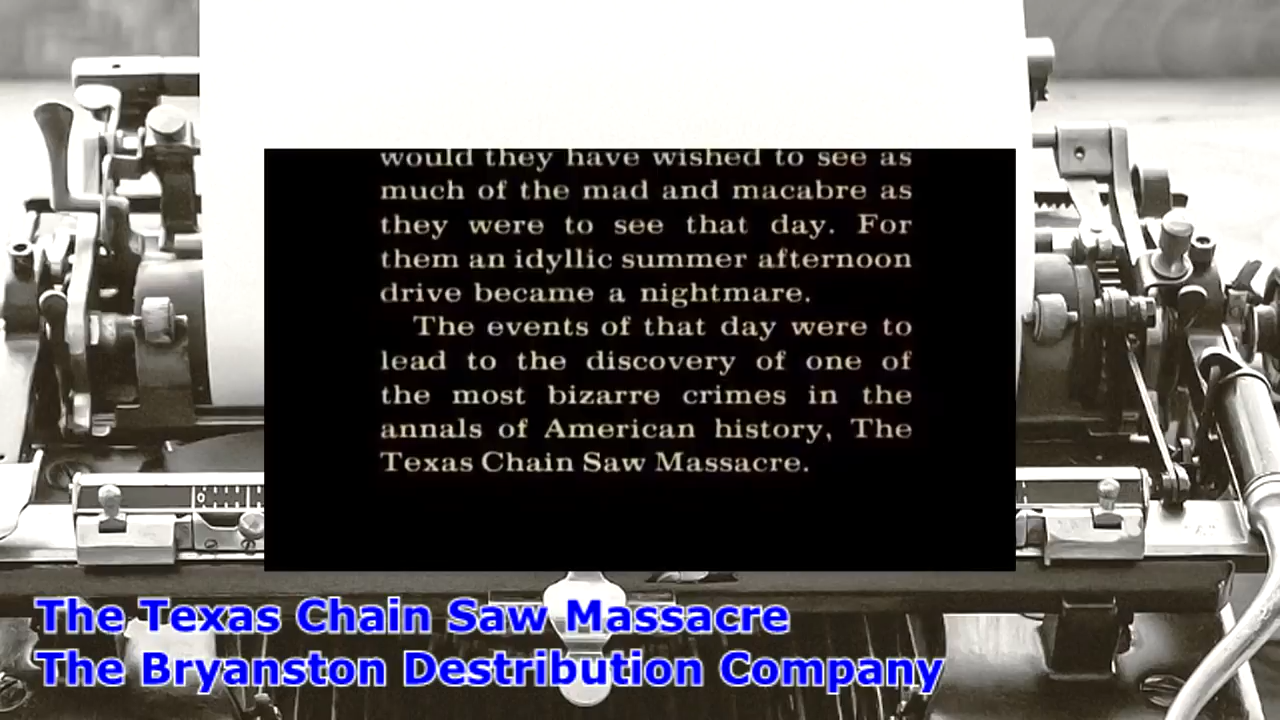 would they have wished to see as
much of the mad and macabre as
they were to see that day. For
them an idyllic summer afternoon
drive became a nightmare.
The events of that day were to
lead to the discovery of one of
the most bizarre crimes in the
annals of American history, The
Texas Chain Saw Massacre.
0
The Texas Chain Saw Massacre
The Bryanston Destribution Company